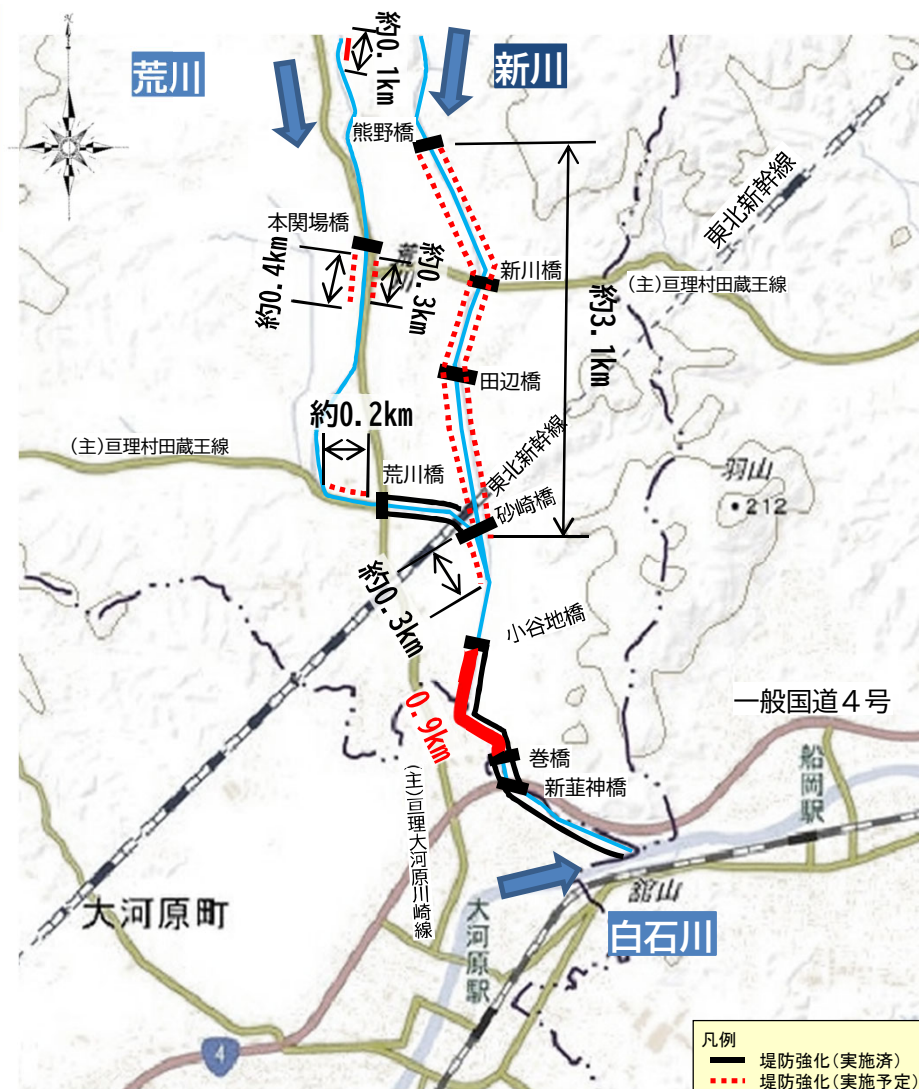 荒川
約0.1km
新川
熊野橋
東北新幹線
本関場橋
約0.4km
約0.3km
新川橋
(主)亘理村田蔵王線
約3.1km
田辺橋
約0.2km
(主)亘理村田蔵王線
荒川橋
東北新幹線
羽山
212
砂崎橋
約0.3km
小谷地橋
0.9km
一般国道4号
巻橋
新韮神橋
船岡駅
(主)亘理大河原川崎線
大河原町
大河原駅
白石川
4
凡例
堤防強化(実施済)
堤防強化(実施予定)